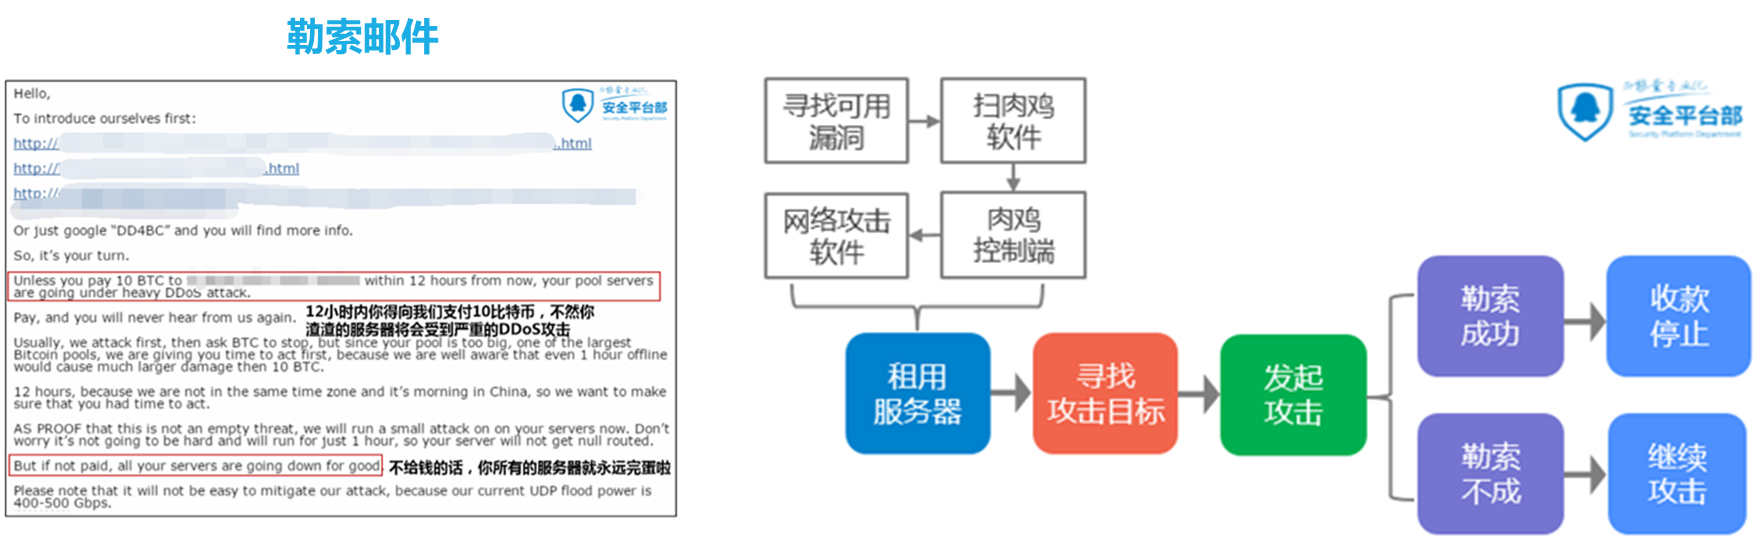 勒索邮件
Hello,
安全平台部
Security Platform Department
To introduce ourselves first:
http:// .html
http:// .html
http://
Or just google “DD4BC” and you will find more info.
So, it’s your turn.
Unless you pay 10 BTC to within 12 hours from now, your pool servers
are going under heavy DDoS attack.
Pay, and you will never hear from us again.
12小时内你得向我们支付10比特币，不然你
渣渣的服务器将会受到严重的DDoS攻击
Usually, we attack first, then ask BTC to stop, but since your pool is too big, one of the largest
Bitcoin pools, we are giving you time to act first, because we are well aware that even 1 hour offline
would cause much larger damage then 10 BTC.
12 hours, because we are not in the same time zone and it’s morning in China, so we want to make
sure that you had time to act.
AS PROOF that this is not an empty threat, we will run a small attack on on your servers now. Don’t
worry it’s not going to be hard and will run for just 1 hour, so your server will not get null routed.
But if not paid, all your servers are going down for good
不给钱的话，你所有的服务器就永远完蛋啦
Please note that it will not be easy to mitigate our attack, because our current UDP flood power is
400-500 Gbps.
寻找可用
漏洞
扫肉鸡
软件
网络攻击
软件
肉鸡
控制端
租用
服务器
寻找
攻击目标
发起
攻击
勒索
成功
收款
停止
勒索
不成
继续
攻击
安全平台部
Security Platform Department